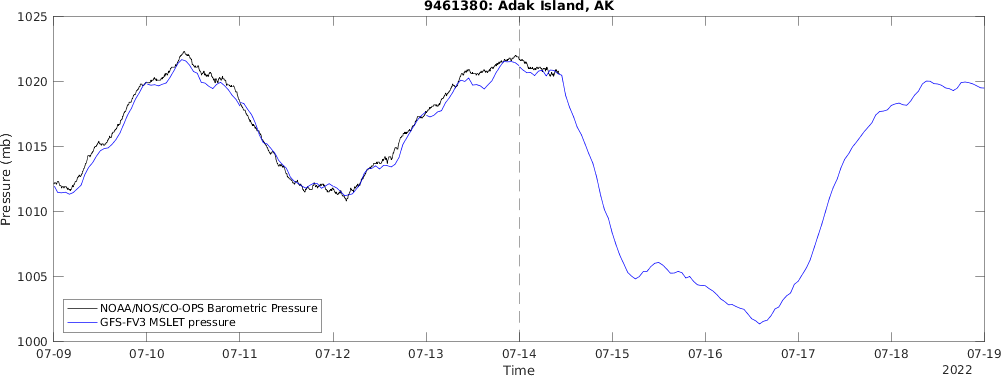 9461380: Adak Island, AK
1025
1020
1015
1010
1005
1000
Pressure (mb)
NOAA/NOS/CO-OPS Barometric Pressure
GFS-FV3 MSLET pressure
07-09 07-10 07-11 07-12 07-13 07-14 07-15 07-16 07-17 07-18 07-19
Time
2022